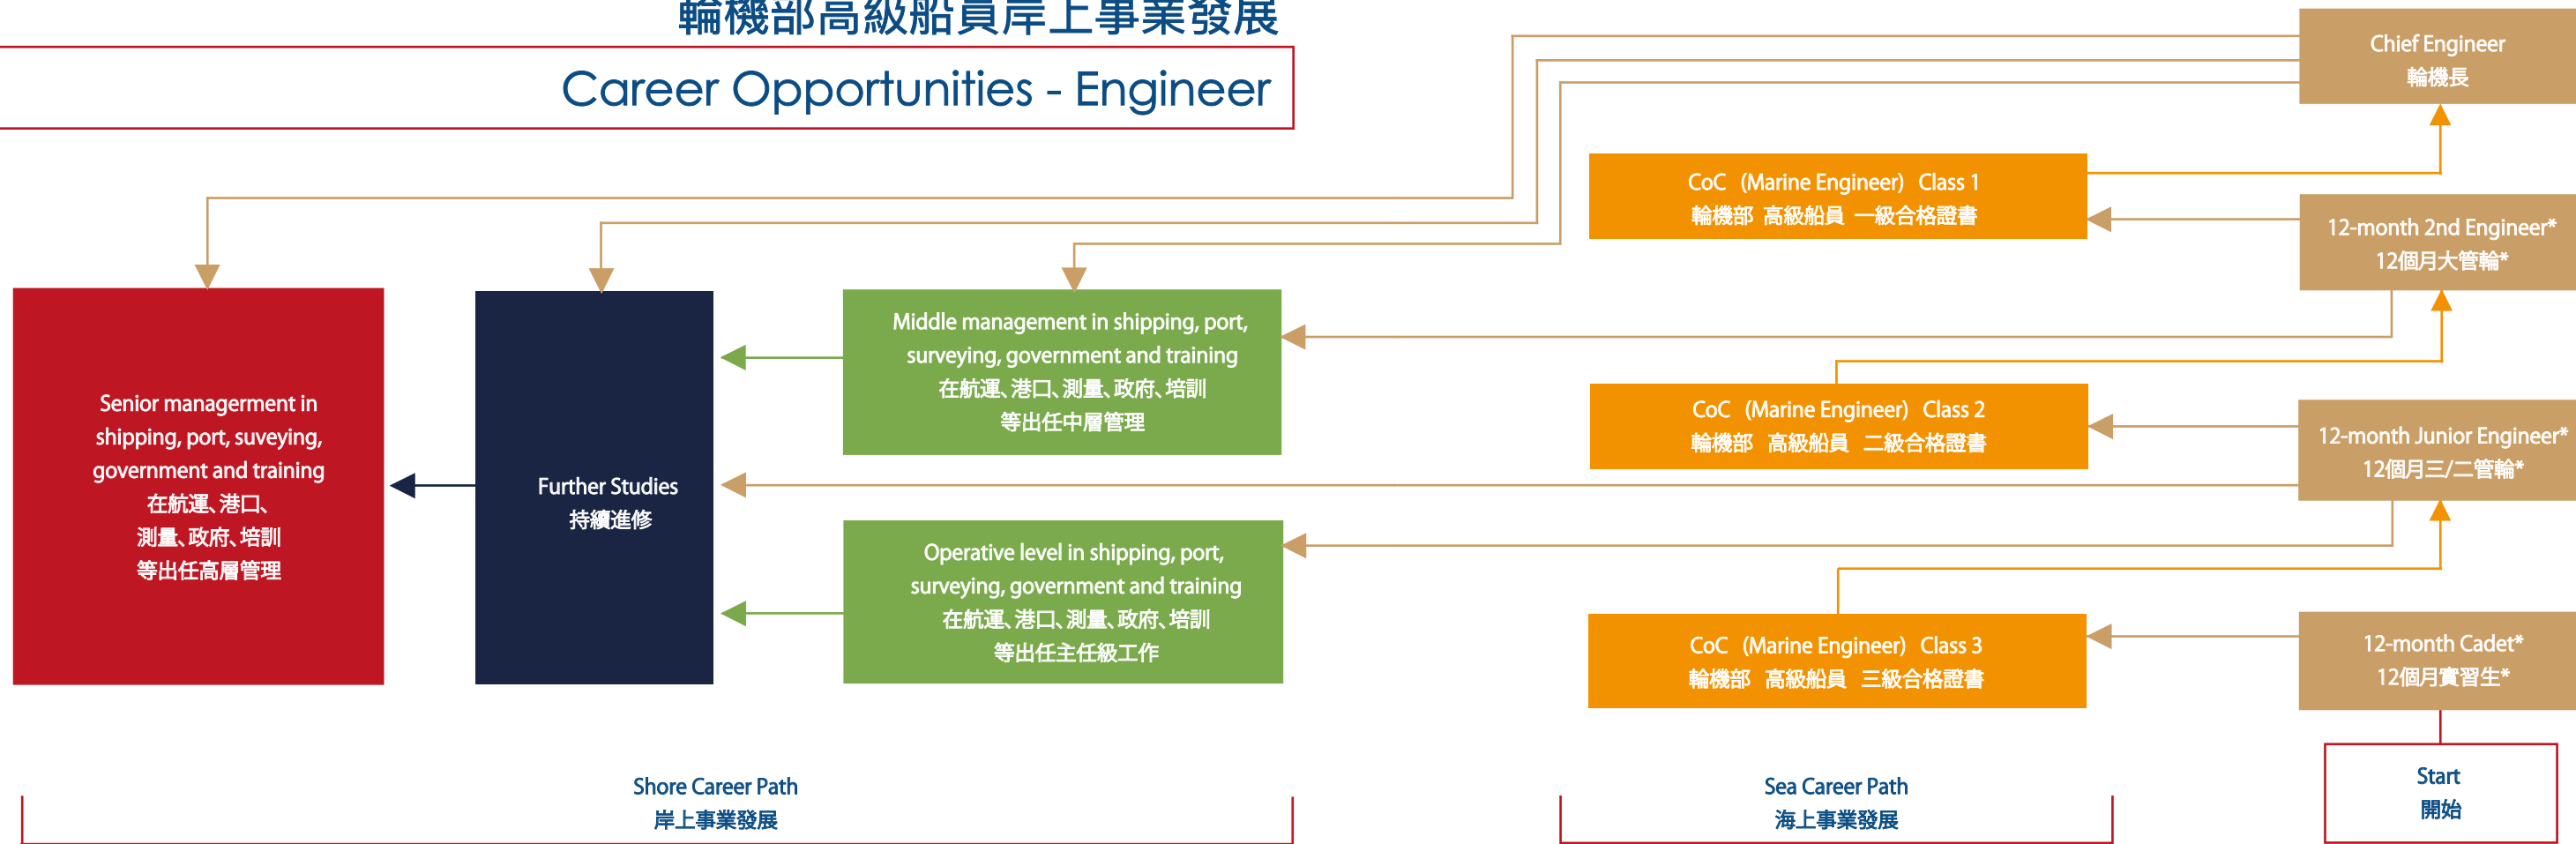 輪機部高級船員岸上事業發展
Career Opportunities - Engineer
Chief Engineer
輪機長
CoC (Marine Engineer) Class 1
輪機部 高級船員 一級合格證書
12-month 2nd Engineer*
12個月大管輪*
Middle management in shipping, port,
surveying, government and training
在航運、港口、測量、政府、培訓
等出任中層管理
Senior managerment in
shipping, port, suveying,
government and training
在航運、港口、
測量、政府、培訓
等出任高層管理
Further Studies
持續進修
CoC (Marine Engineer) Class 2
輪機部 高級船員 二級合格證書
12-month Junior Engineer*
12個月三/二管輪*
Operative level in shipping, port,
surveying, government and training
在航運、港口、測量、政府、培訓
等出任主任級工作
CoC (Marine Engineer) Class 3
輪機部 高級船員 三級合格證書
12-month Cadet*
12個月實習生*
Shore Career Path
岸上事業發展
Sea Career Path
海上事業發展
Start
開始